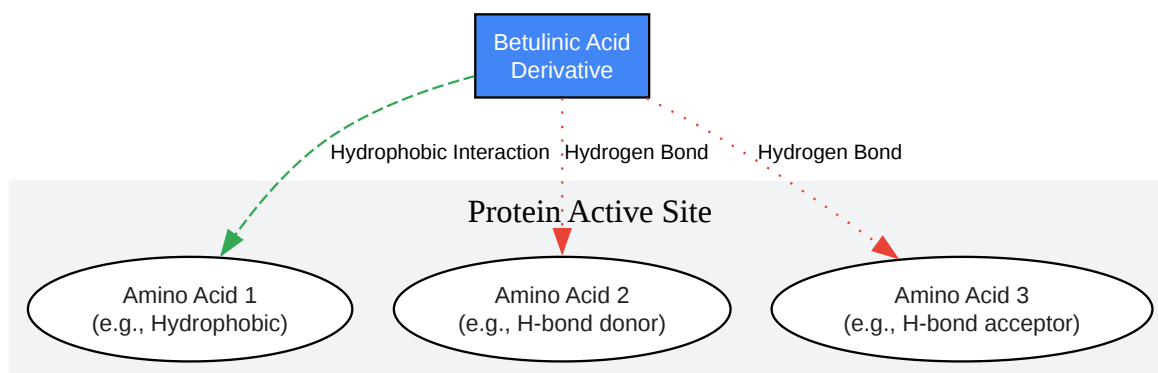 Betulinic Acid
Derivative
Hydrophobic Interaction
Hydrogen Bond
Hydrogen Bond
Protein Active Site
Amino Acid 1
(e.g., Hydrophobic)
Amino Acid 2
(e.g., H-bond donor)
Amino Acid 3
(e.g., H-bond acceptor)